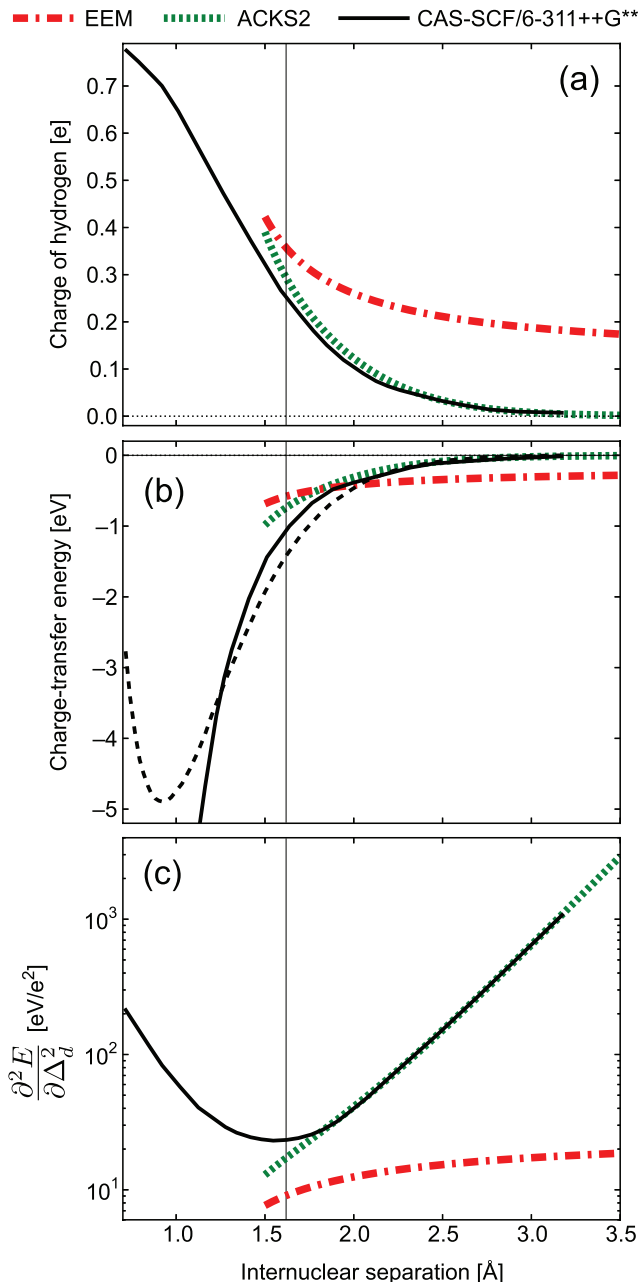 EEM ACKS2 CAS-SCF/6-311++G**
(a)
Charge of hydrogen [e]
0.7
0.6
0.5
0.4
0.3
0.2
0.1
0.0
(b)
Charge-transfer energy [eV]
0
−1
−2
−3
−4
−5
(c)
∂²E/∂Δ_d² [eV/e²]
10³
10²
10¹
1.0 1.5 2.0 2.5 3.0 3.5
Internuclear separation [Å]